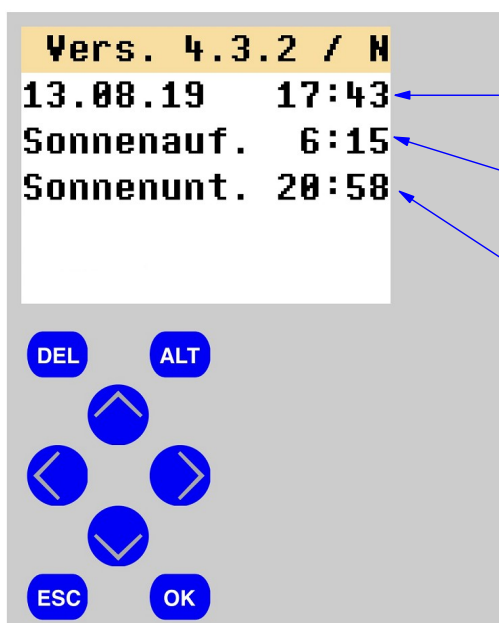 Vers. 4.3.2 / N
13.08.19 17:43
Sonnenauf. 6:15
Sonnenunt. 20:58
DEL ALT
ESC OK